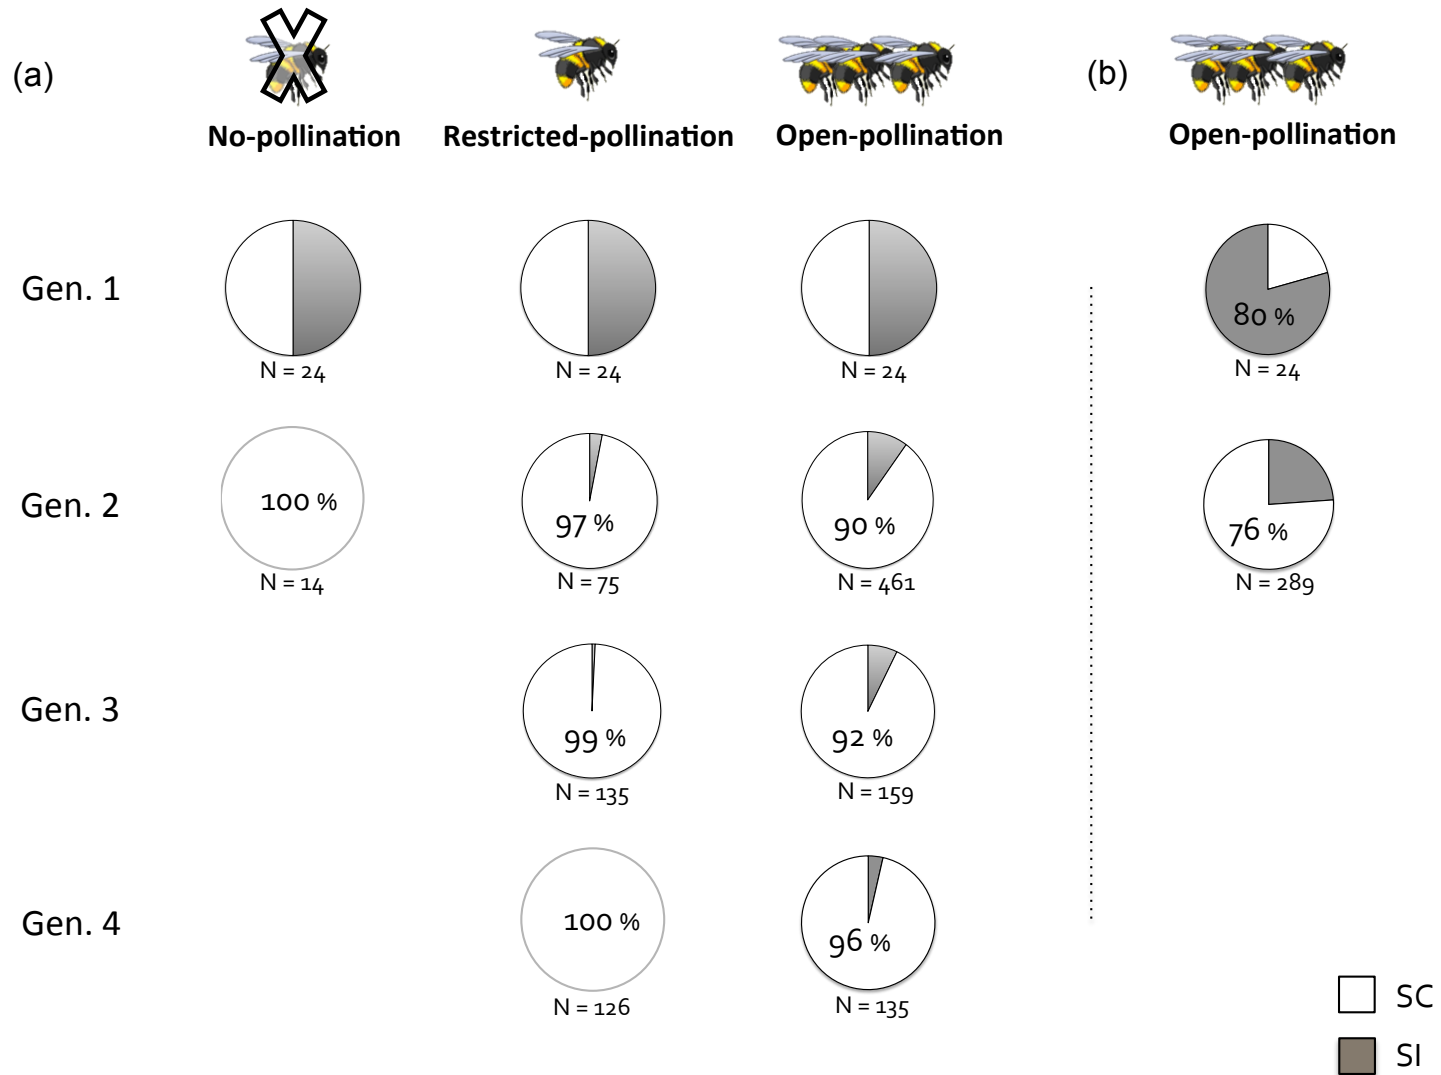 (a)
(b)
No-pollination Restricted-pollination Open-pollination Open-pollination
Gen. 1
80 %
N = 24 N = 24 N = 24 N = 24
Gen. 2
100 % 97 % 90 % 76 %
N = 14 N = 75 N = 461 N = 289
Gen. 3
99 % 92 %
N = 135 N = 159
Gen. 4
100 % 96 %
N = 126 N = 135
SC
SI